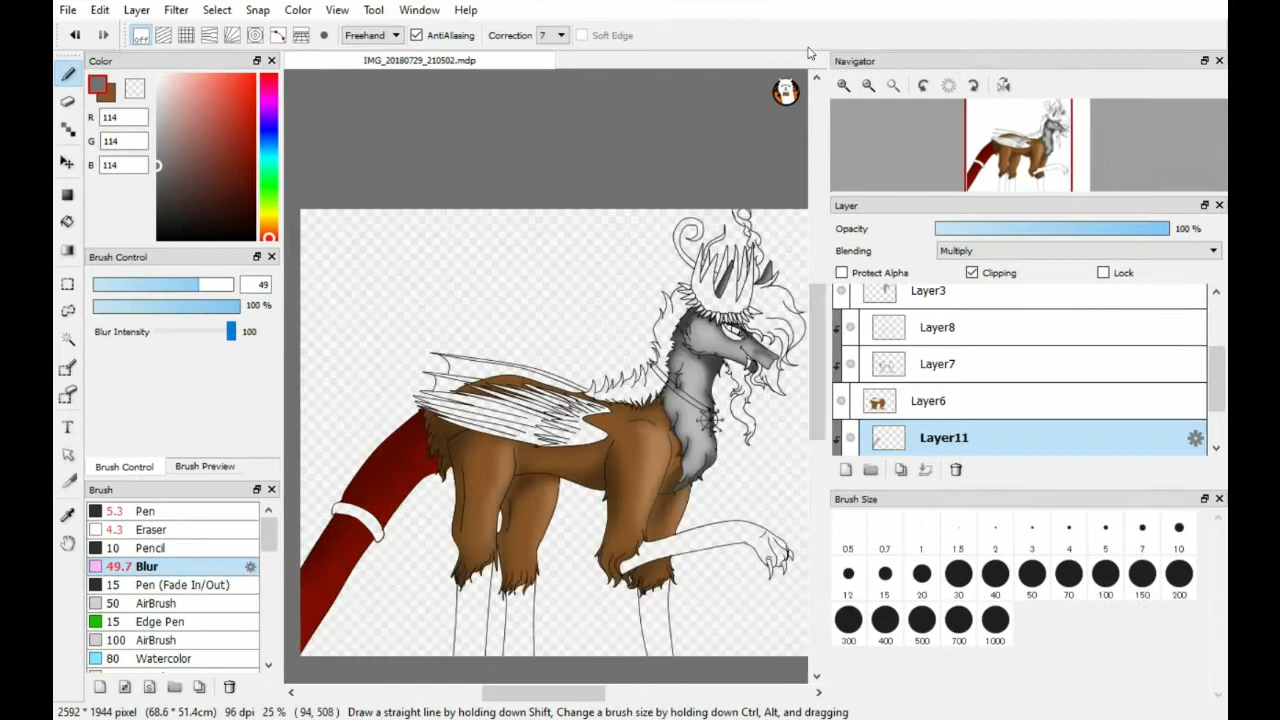 File Edit Layer Filter Select Snap Color View Tool Window Help
off Freehand AntiAliasing Correction 7 Soft Edge
Color IMG_20180729_210502.mdp Navigator
R 114
G 114
B 114
Layer
Opacity 100 %
Blending Multiply
Brush Control
49
100 %
Blur Intensity 100
Protect Alpha Clipping Lock
Layer3
Layer8
Layer7
Layer6
Layer11
Brush Control Brush Preview
Brush
5.3 Pen
4.3 Eraser
10 Pencil
49.7 Blur
15 Pen (Fade In/Out)
50 AirBrush
15 Edge Pen
100 AirBrush
80 Watercolor
Brush Size
0.5 0.7 1 1.5 2 3 4 5 7 10
12 15 20 30 40 50 70 100 150 200
300 400 500 700 1000
2592 * 1944 pixel (68.6 * 51.4cm) 96 dpi 25 % ( 94, 508 ) Draw a straight line by holding down Shift, Change a brush size by holding down Ctrl, Alt, and dragging